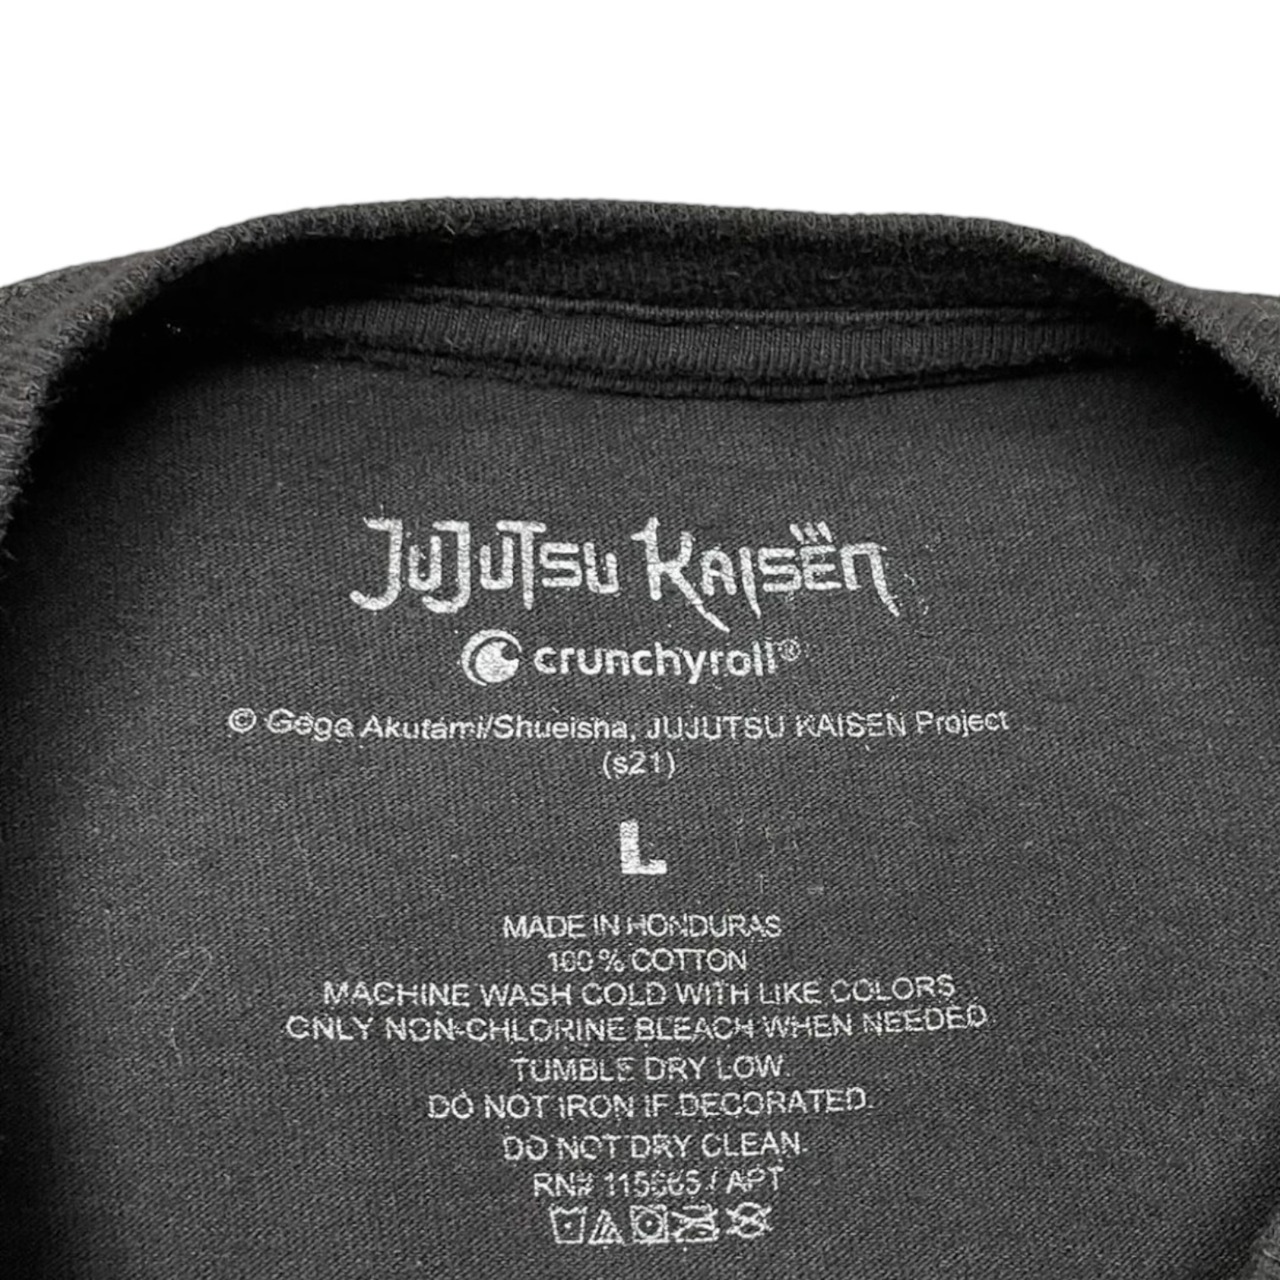 JUJUTSU KAISEN
crunchyroll®
© Gege Akutami/Shueisha, JUJUTSU KAISEN Project
(s21)
L
MADE IN HONDURAS
100% COTTON
MACHINE WASH COLD WITH LIKE COLORS
ONLY NON-CHLORINE BLEACH WHEN NEEDED
TUMBLE DRY LOW.
DO NOT IRON IF DECORATED.
DO NOT DRY CLEAN.
RN# / APT